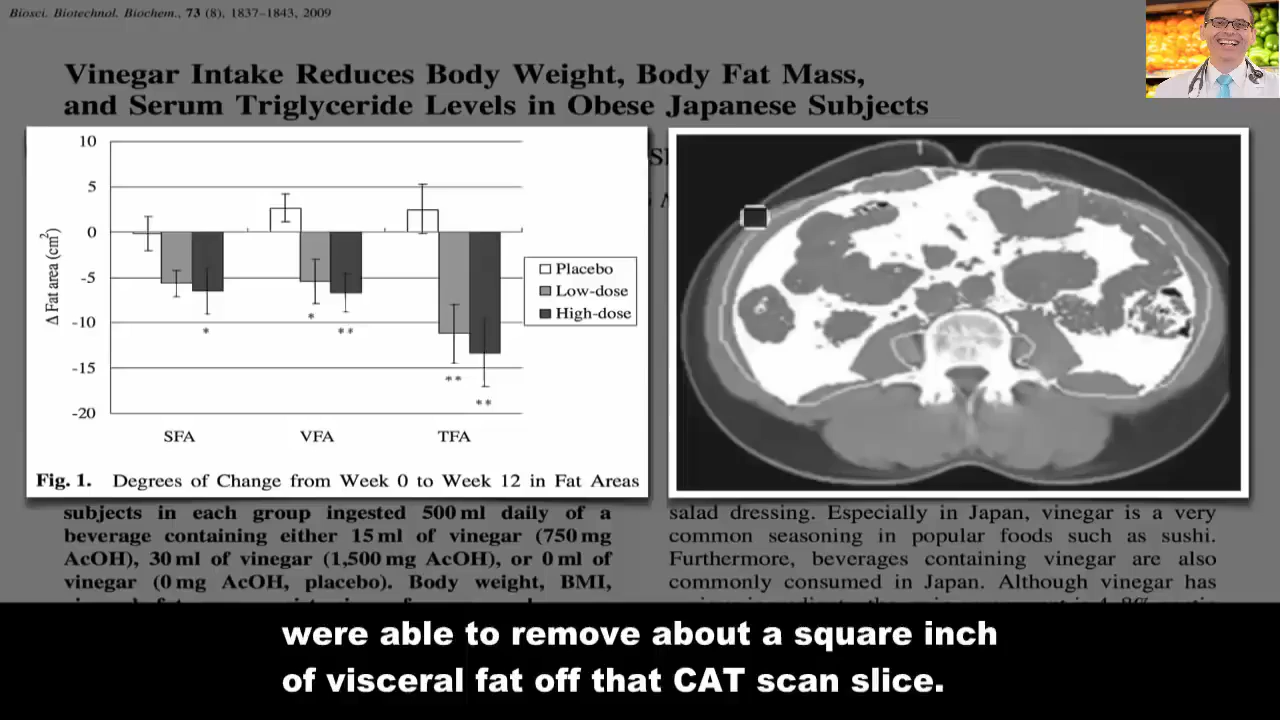 Biosci. Biotechnol. Biochem., 73 (8), 1837–1843, 2009
Vinegar Intake Reduces Body Weight, Body Fat Mass,
and Serum Triglyceride Levels in Obese Japanese Subjects
10
5
0
-5
-10
-15
-20
Δ Fat area (cm²)
* * ** ** **
Placebo
Low-dose
High-dose
SFA VFA TFA
Fig. 1. Degrees of Change from Week 0 to Week 12 in Fat Areas
subjects in each group ingested 500 ml daily of a
beverage containing either 15 ml of vinegar (750 mg
AcOH), 30 ml of vinegar (1,500 mg AcOH), or 0 ml of
vinegar (0 mg AcOH, placebo). Body weight, BMI,
salad dressing. Especially in Japan, vinegar is a very
common seasoning in popular foods such as sushi.
Furthermore, beverages containing vinegar are also
commonly consumed in Japan. Although vinegar has
were able to remove about a square inch
of visceral fat off that CAT scan slice.